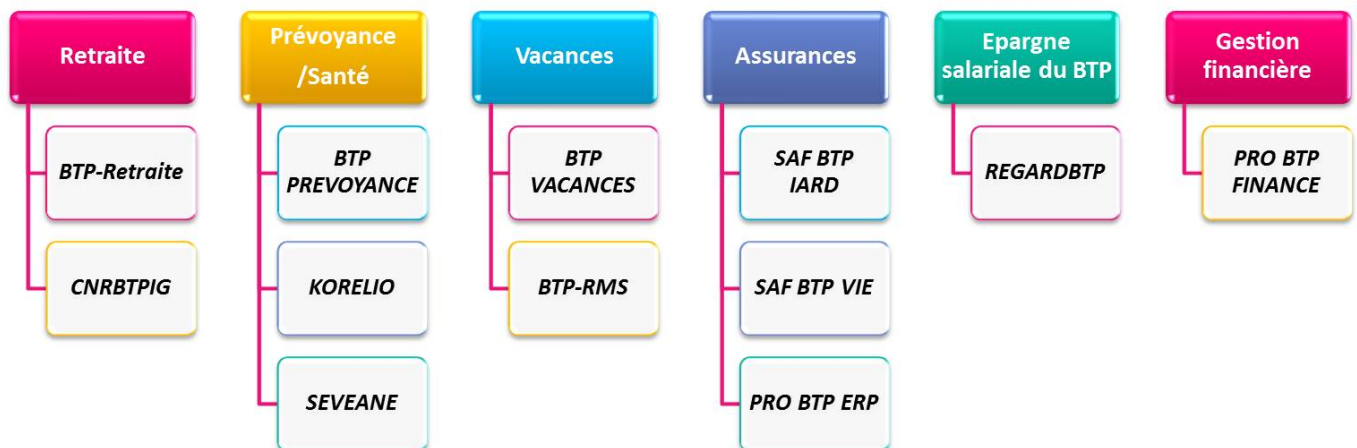 Retraite
BTP-Retraite
CNRBTPIG
Prévoyance
/Santé
BTP
PREVOYANCE
KORELIO
SEVEANE
Vacances
BTP
VACANCES
BTP-RMS
Assurances
SAF BTP
IARD
SAF BTP VIE
PRO BTP ERP
Epargne
salariale du BTP
REGARDBTP
Gestion
financière
PRO BTP
FINANCE